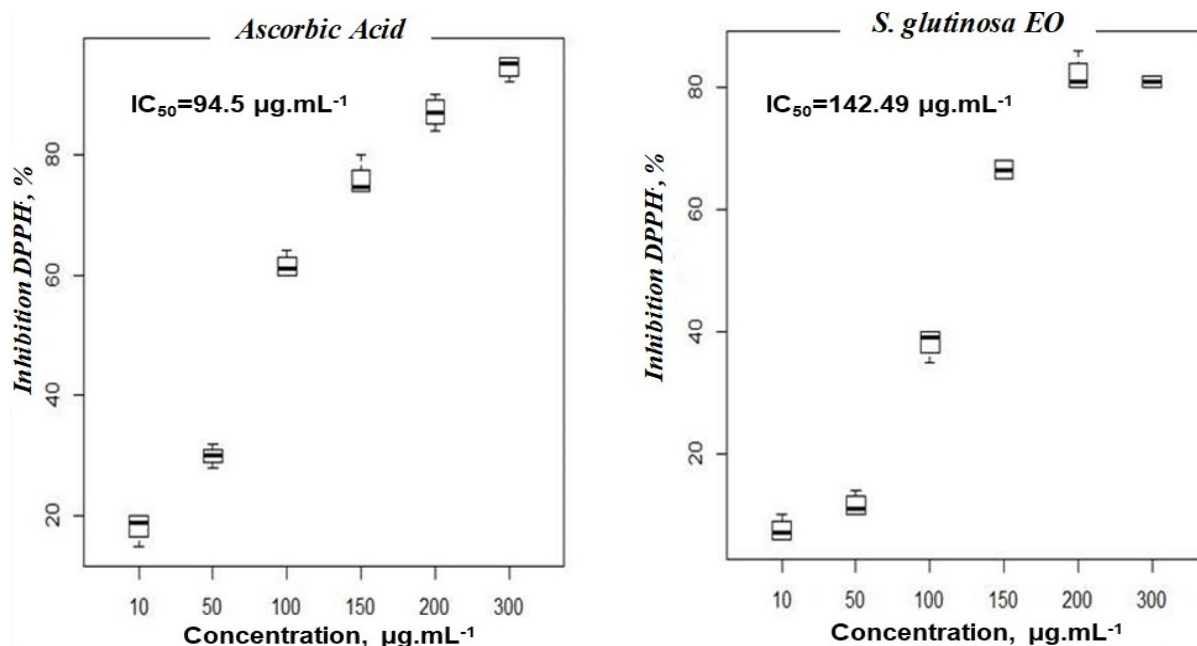 Ascorbic Acid
IC50=94.5 µg.mL-1
Inhibition DPPH·, %
80
60
40
20
10 50 100 150 200 300
Concentration, µg.mL-1
S. glutinosa EO
IC50=142.49 µg.mL-1
Inhibition DPPH·, %
80
60
40
20
10 50 100 150 200 300
Concentration, µg.mL-1